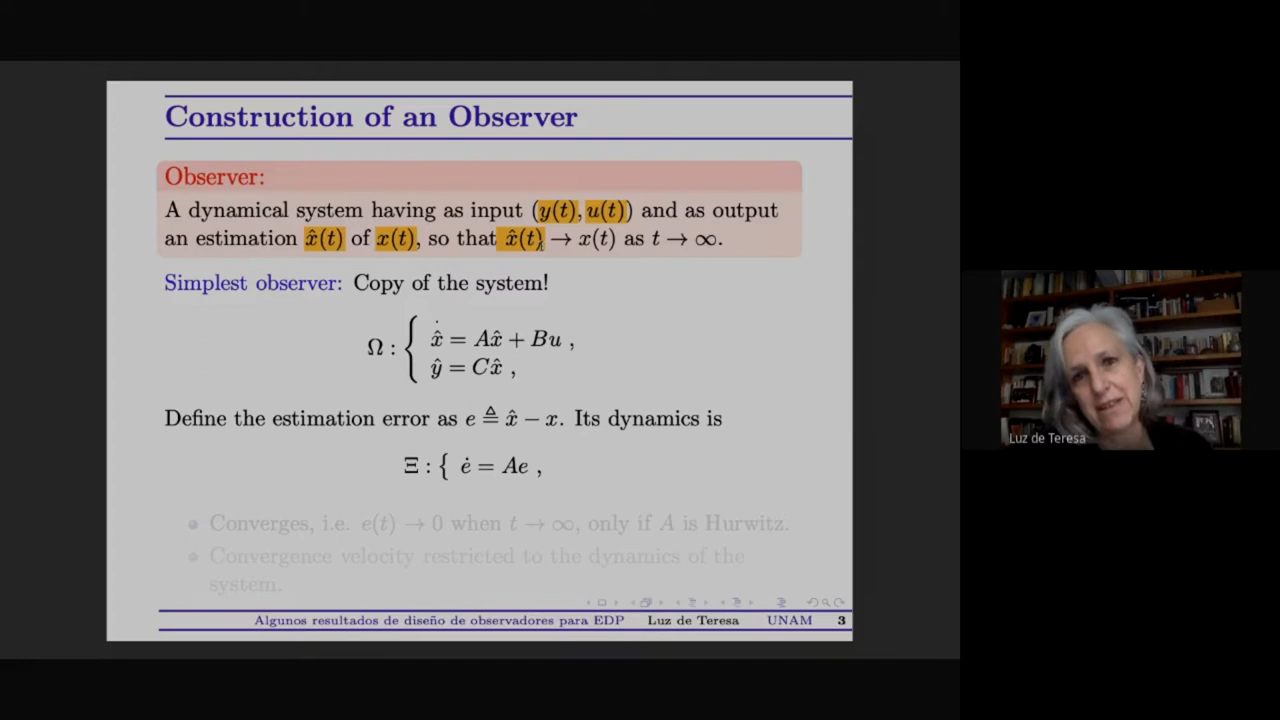 Construction of an Observer
Observer:
A dynamical system having as input (y(t), u(t)) and as output
an estimation x̂(t) of x(t), so that x̂(t) → x(t) as t → ∞.
Simplest observer: Copy of the system!
Ω : { x̂̇ = Ax̂ + Bu ,
ŷ = Cx̂ ,
Define the estimation error as e ≜ x̂ − x. Its dynamics is
Ξ : { ė = Ae ,
Converges, i.e. e(t) → 0 when t → ∞, only if A is Hurwitz.
Convergence velocity restricted to the dynamics of the
system.
Algunos resultados de diseño de observadores para EDP Luz de Teresa UNAM 3
Luz de Teresa